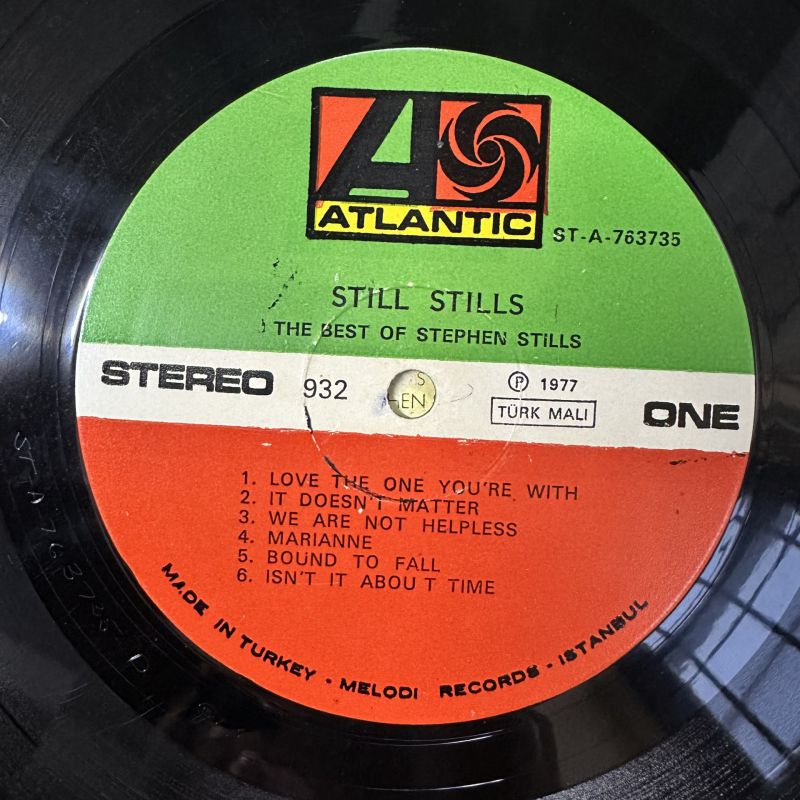 ATLANTIC
ST-A-763735
STILL STILLS
THE BEST OF STEPHEN STILLS
STEREO 932 ℗ 1977
TÜRK MALI
ONE
1. LOVE THE ONE YOU'RE WITH
2. IT DOESN'T MATTER
3. WE ARE NOT HELPLESS
4. MARIANNE
5. BOUND TO FALL
6. ISN'T IT ABOU T TIME
MADE IN TURKEY · MELODI RECORDS · ISTANBUL